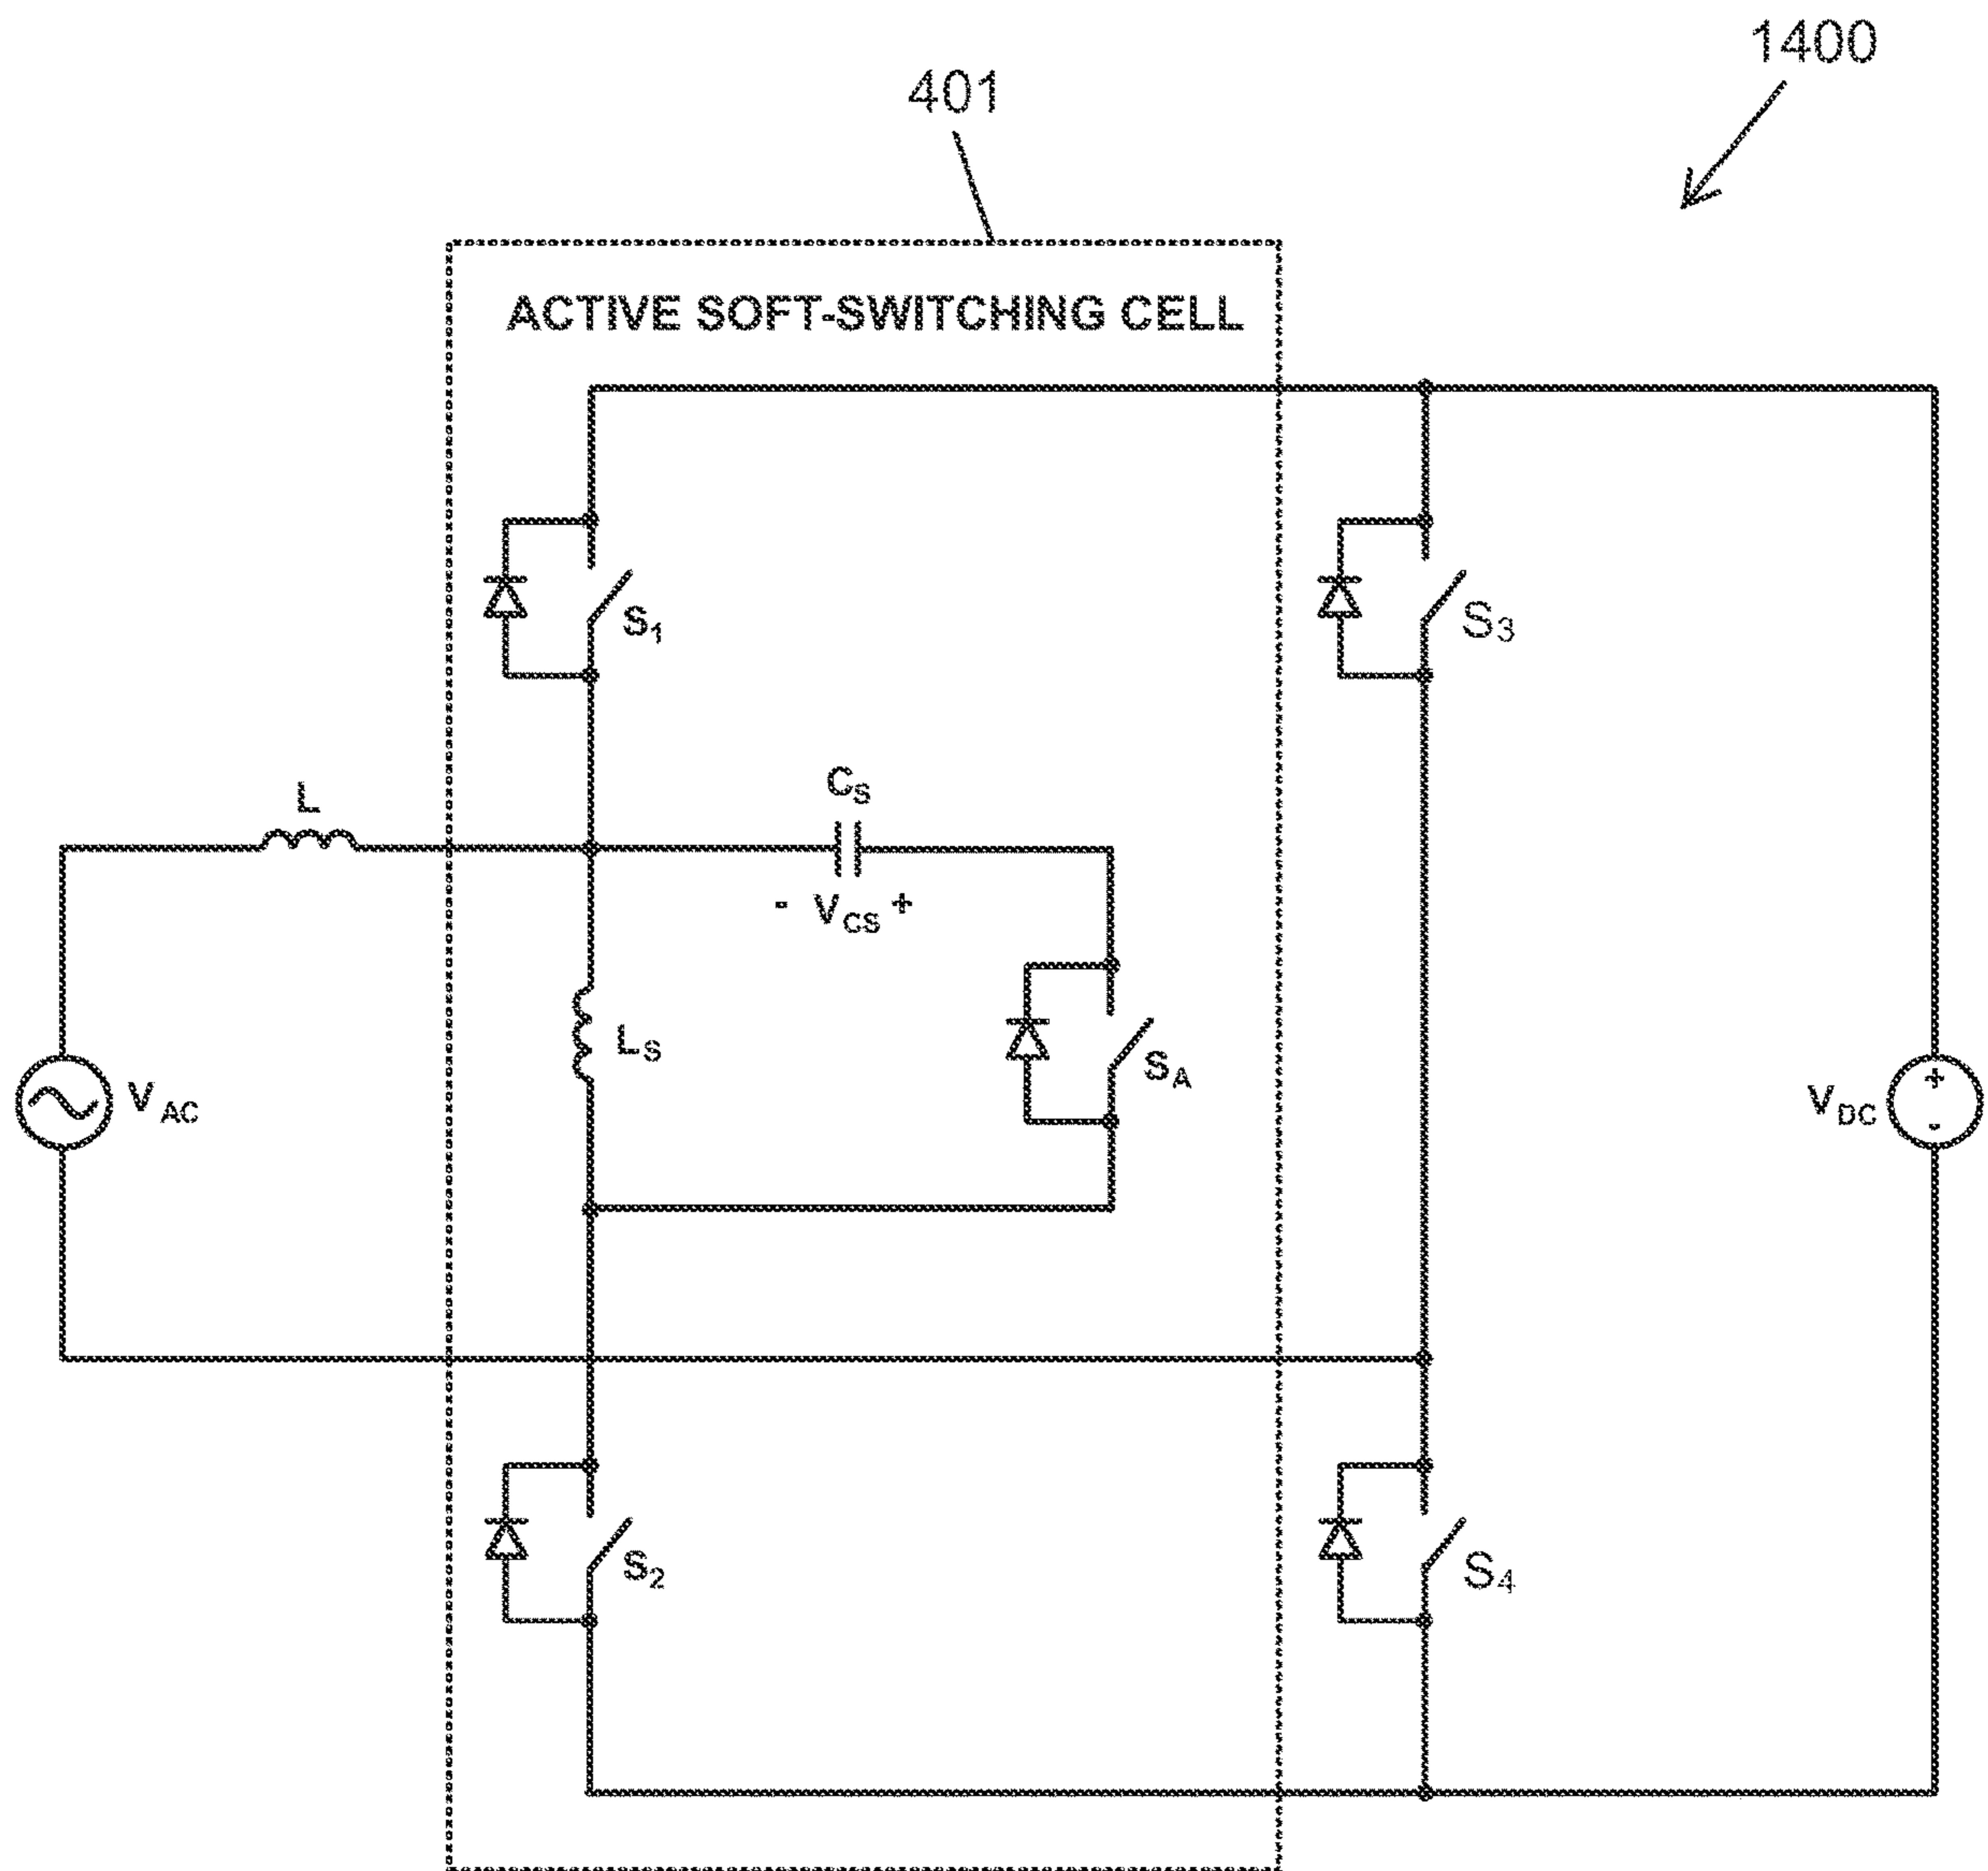 1400
401
ACTIVE SOFT-SWITCHING CELL
S1
S3
CS
L
- VCS +
LS
SA
VAC
VDC
+
-
S2
S4